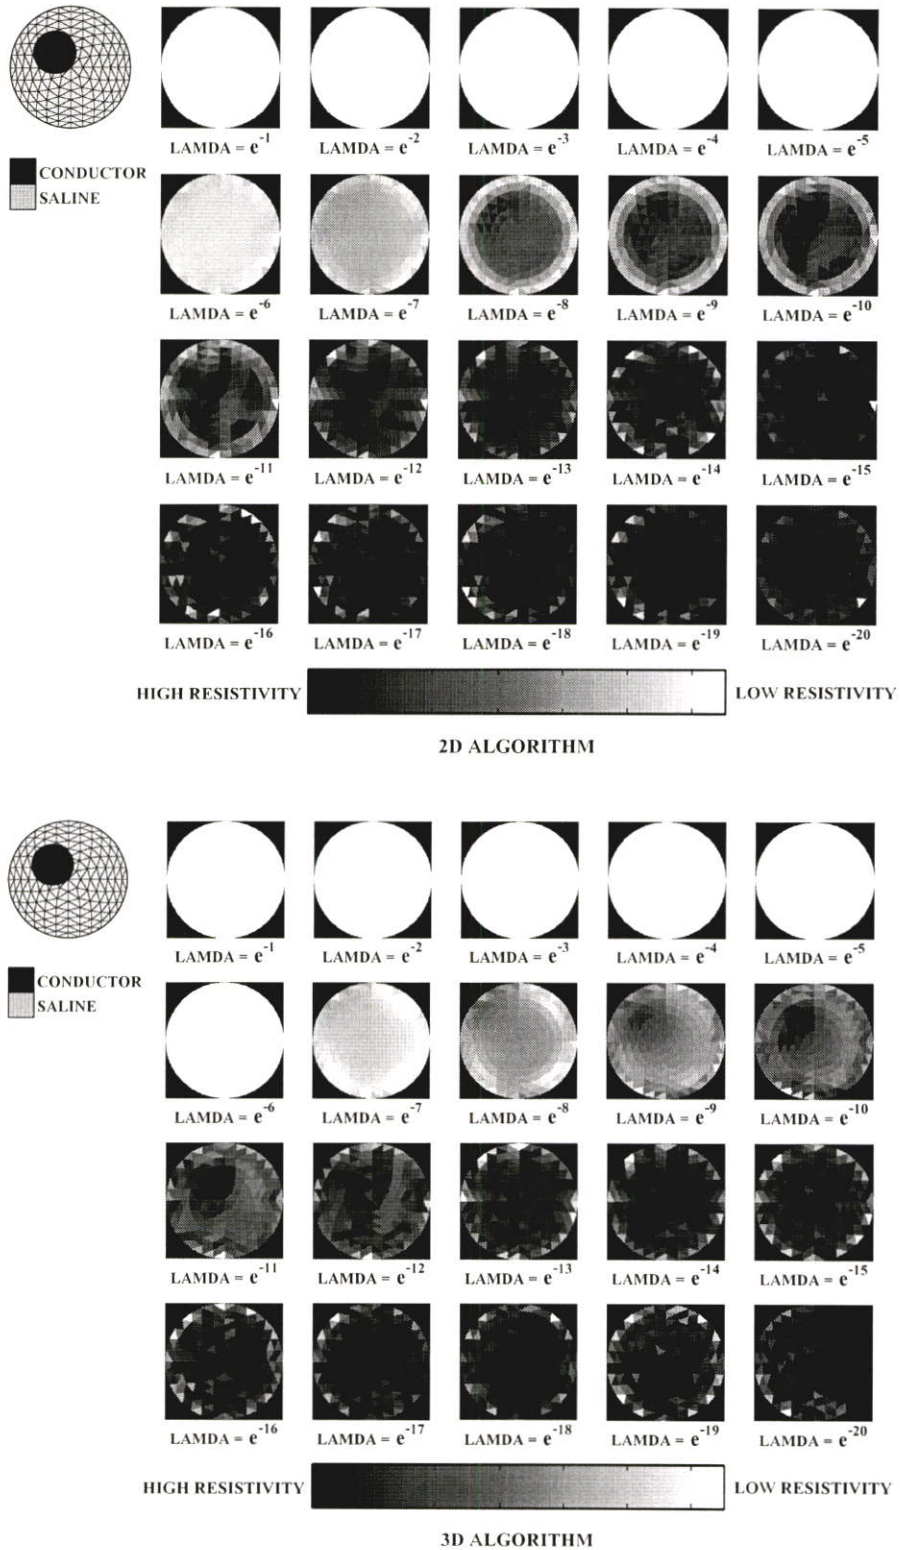 LAMDA = e-1 LAMDA = e-2 LAMDA = e-3 LAMDA = e-4 LAMDA = e-5
CONDUCTOR
SALINE
LAMDA = e-6 LAMDA = e-7 LAMDA = e-8 LAMDA = e-9 LAMDA = e-10
LAMDA = e-11 LAMDA = e-12 LAMDA = e-13 LAMDA = e-14 LAMDA = e-15
LAMDA = e-16 LAMDA = e-17 LAMDA = e-18 LAMDA = e-19 LAMDA = e-20
HIGH RESISTIVITY LOW RESISTIVITY
2D ALGORITHM
LAMDA = e-1 LAMDA = e-2 LAMDA = e-3 LAMDA = e-4 LAMDA = e-5
CONDUCTOR
SALINE
LAMDA = e-6 LAMDA = e-7 LAMDA = e-8 LAMDA = e-9 LAMDA = e-10
LAMDA = e-11 LAMDA = e-12 LAMDA = e-13 LAMDA = e-14 LAMDA = e-15
LAMDA = e-16 LAMDA = e-17 LAMDA = e-18 LAMDA = e-19 LAMDA = e-20
HIGH RESISTIVITY LOW RESISTIVITY
3D ALGORITHM